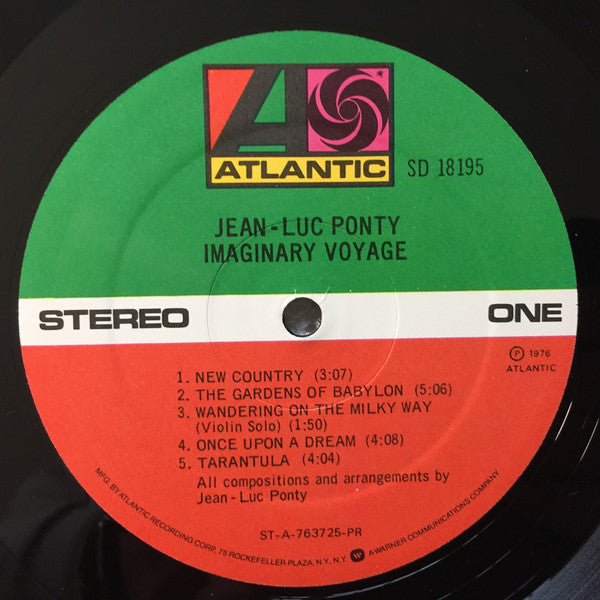 ATLANTIC
SD 18195
JEAN-LUC PONTY
IMAGINARY VOYAGE
STEREO
ONE
Ⓟ 1976
ATLANTIC
1. NEW COUNTRY (3:07)
2. THE GARDENS OF BABYLON (5:06)
3. WANDERING ON THE MILKY WAY
(Violin Solo) (1:50)
4. ONCE UPON A DREAM (4:08)
5. TARANTULA (4:04)
All compositions and arrangements by
Jean-Luc Ponty
ST-A-763725-PR
MFG. BY ATLANTIC RECORDING CORP. 75 ROCKEFELLER PLAZA, N.Y., N.Y. A WARNER COMMUNICATIONS COMPANY